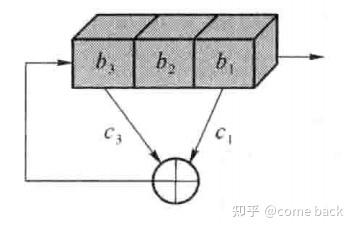 b₃ b₂ b₁
c₃ c₁
知乎 @come back